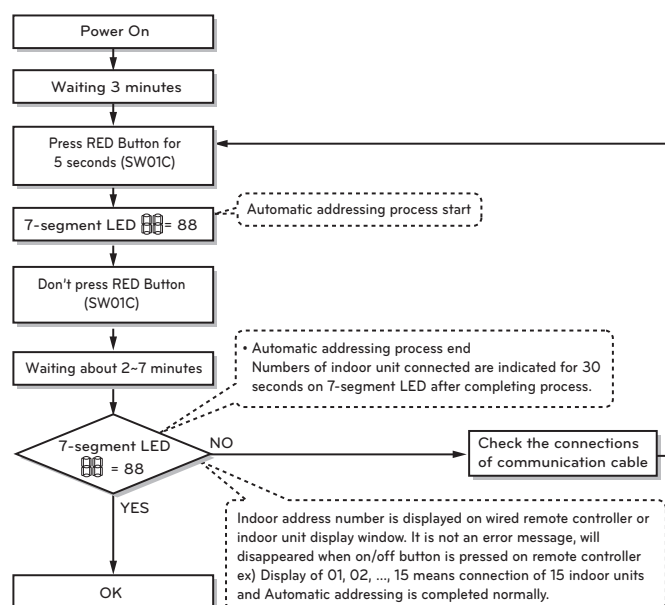 Power On
Waiting 3 minutes
Press RED Button for
5 seconds (SW01C)
7-segment LED 88 = 88
Automatic addressing process start
Don't press RED Button
(SW01C)
Waiting about 2~7 minutes
• Automatic addressing process end
Numbers of indoor unit connected are indicated for 30
seconds on 7-segment LED after completing process.
7-segment LED
88 = 88
NO
Check the connections
of communication cable
YES
Indoor address number is displayed on wired remote controller or
indoor unit display window. It is not an error message, will
disappeared when on/off button is pressed on remote controller
ex) Display of 01, 02, ..., 15 means connection of 15 indoor units
and Automatic addressing is completed normally.
OK